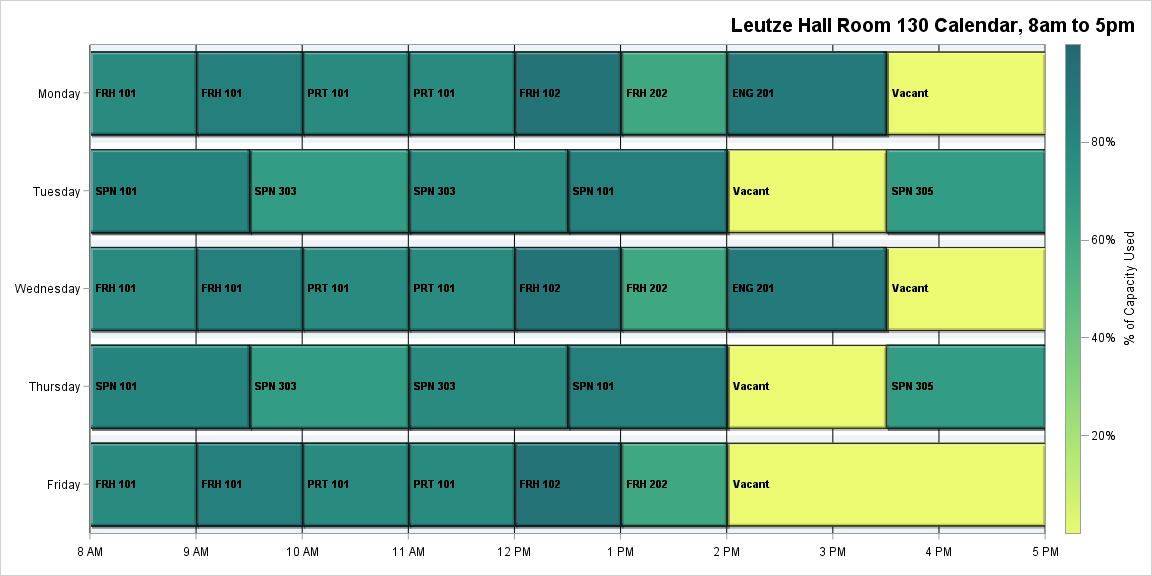 Leutze Hall Room 130 Calendar, 8am to 5pm
Monday
FRH 101
FRH 101
PRT 101
PRT 101
FRH 102
FRH 202
ENG 201
Vacant
Tuesday
SPN 101
SPN 303
SPN 303
SPN 101
Vacant
SPN 305
Wednesday
FRH 101
FRH 101
PRT 101
PRT 101
FRH 102
FRH 202
ENG 201
Vacant
Thursday
SPN 101
SPN 303
SPN 303
SPN 101
Vacant
SPN 305
Friday
FRH 101
FRH 101
PRT 101
PRT 101
FRH 102
FRH 202
Vacant
8 AM
9 AM
10 AM
11 AM
12 PM
1 PM
2 PM
3 PM
4 PM
5 PM
80%
60%
40%
20%
% of Capacity Used